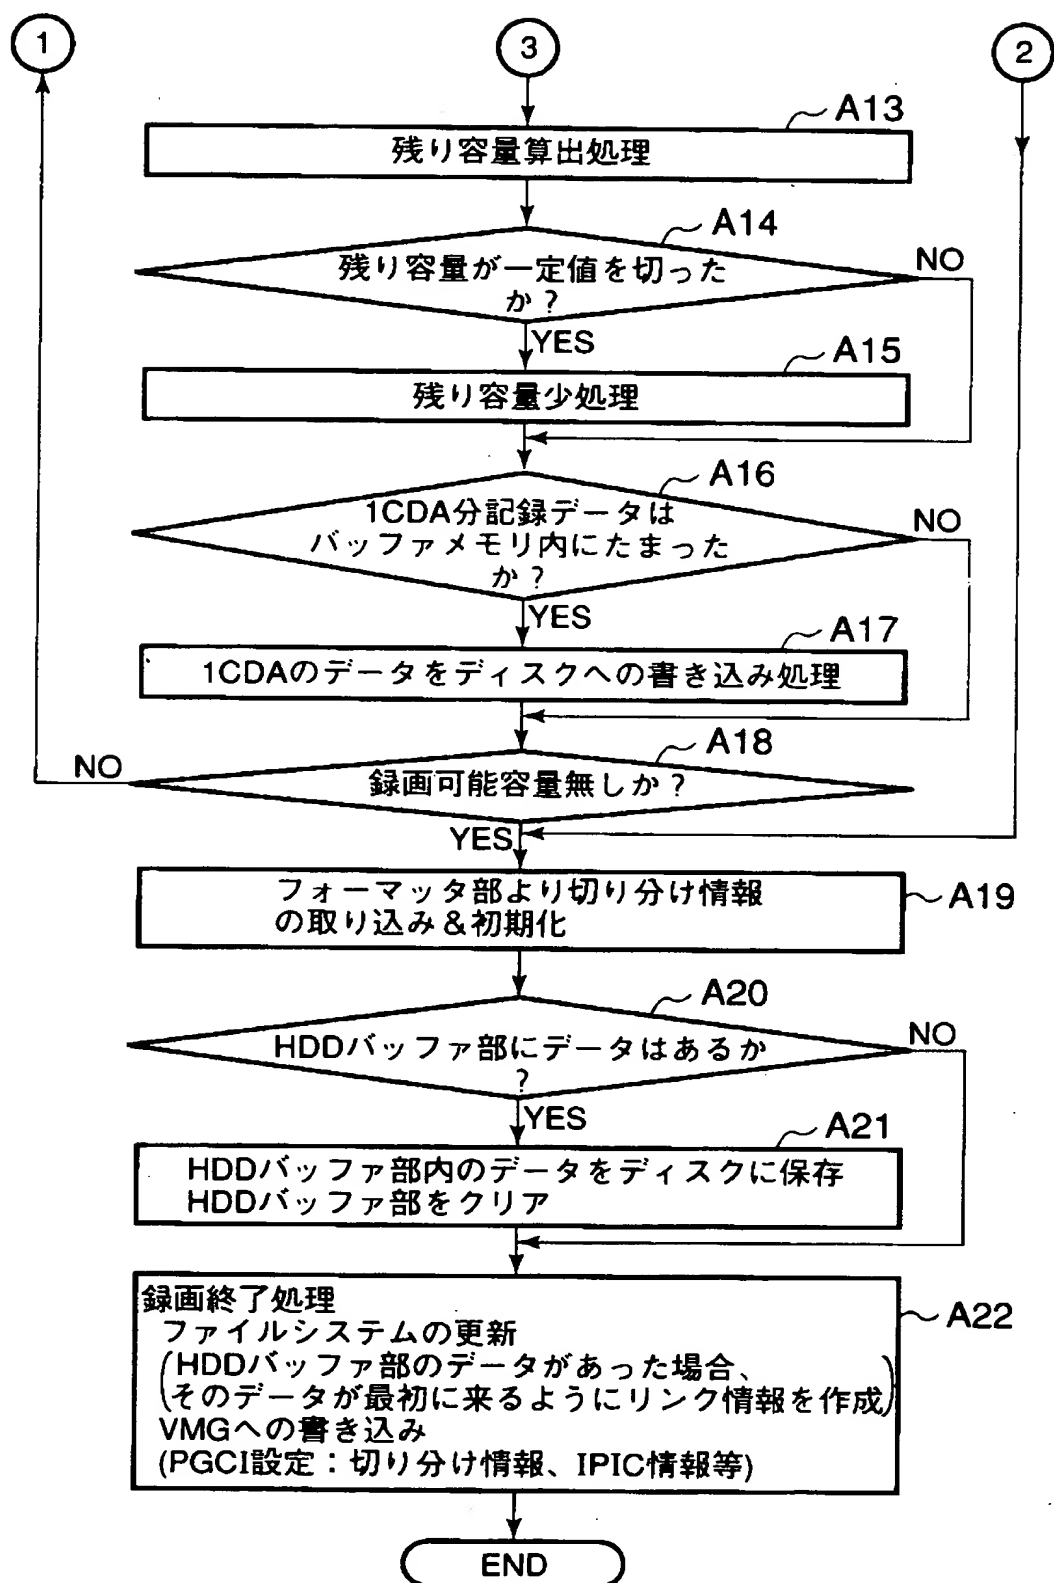 1
3
2
A13
残り容量算出処理
A14
残り容量が一定値を切った
か?
NO
YES
A15
残り容量少処理
A16
1CDA分記録データは
バッファメモリ内にたまった
か?
NO
YES
A17
1CDAのデータをディスクへの書き込み処理
A18
録画可能容量無しか?
NO
YES
フォーマッタ部より切り分け情報
の取り込み&初期化
A19
A20
HDDバッファ部にデータはあるか
?
NO
YES
A21
HDDバッファ部内のデータをディスクに保存
HDDバッファ部をクリア
録画終了処理
A22
ファイルシステムの更新
(HDDバッファ部のデータがあった場合、
そのデータが最初に来るようにリンク情報を作成)
VMGへの書き込み
(PGCI設定:切り分け情報、IPIC情報等)
END